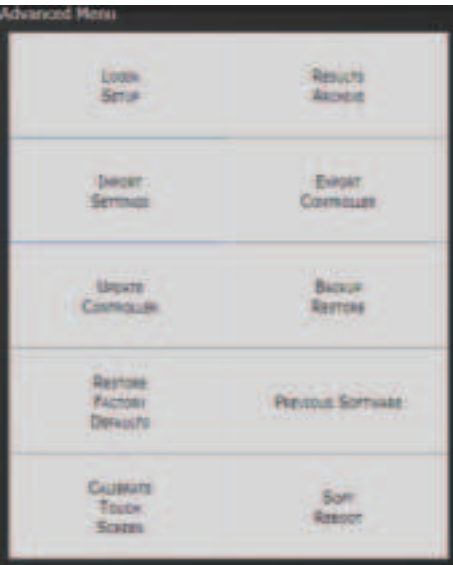 Advanced Menu
LOGIN
SETUP
RESULTS
ARCHIVE
IMPORT
SETTINGS
EXPORT
CONTROLLER
UPDATE
CONTROLLER
BACKUP
RESTORE
RESTORE
FACTORY
DEFAULTS
PREVIOUS SOFTWARE
CALIBRATE
TOUCH
SCREEN
SOFT
REBOOT